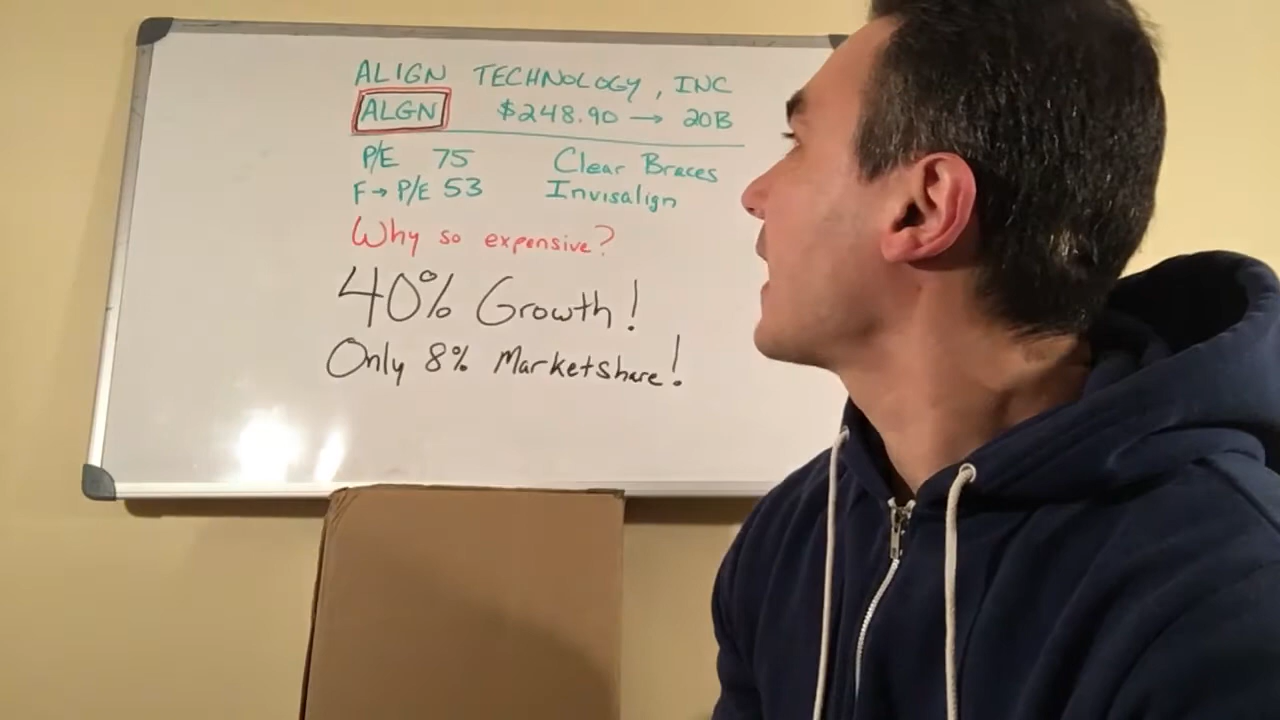 ALIGN TECHNOLOGY, INC
ALGN $248.90 → 20B
P/E 75 Clear Braces
F→P/E 53 Invisalign
Why so expensive?
40% Growth!
Only 8% Marketshare!